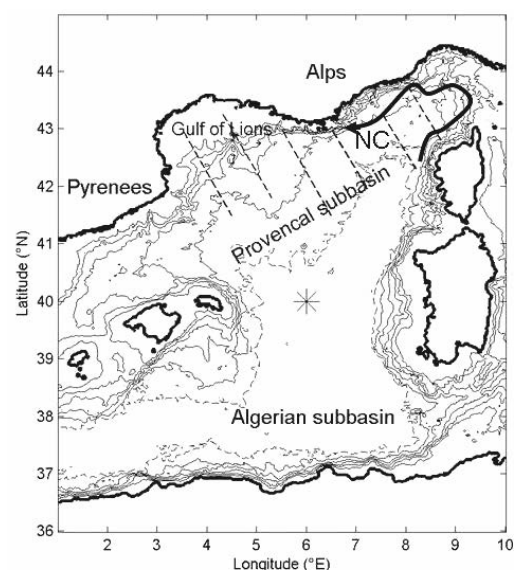 44
43
42
41
40
39
38
37
36
Latitude (°N)
Alps
Gulf of Lions
NC
Pyrenees
Provencal subbasin
Algerian subbasin
2
3
4
5
6
7
8
9
10
Longitude (°E)